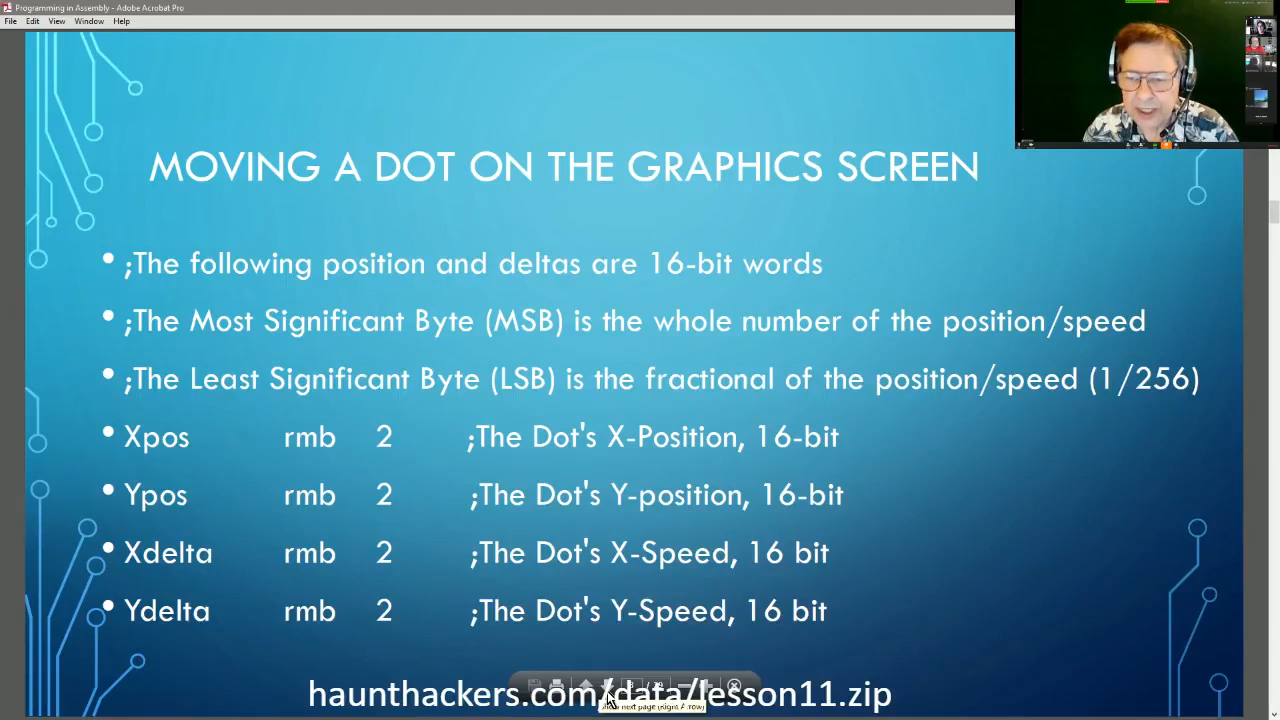 Programming in Assembly - Adobe Acrobat Pro
File Edit View Window Help
MOVING A DOT ON THE GRAPHICS SCREEN
• ;The following position and deltas are 16-bit words
• ;The Most Significant Byte (MSB) is the whole number of the position/speed
• ;The Least Significant Byte (LSB) is the fractional of the position/speed (1/256)
• Xpos rmb 2 ;The Dot's X-Position, 16-bit
• Ypos rmb 2 ;The Dot's Y-position, 16-bit
• Xdelta rmb 2 ;The Dot's X-Speed, 16 bit
• Ydelta rmb 2 ;The Dot's Y-Speed, 16 bit
haunthackers.com/data/lesson11.zip
next page (Right Arrow)